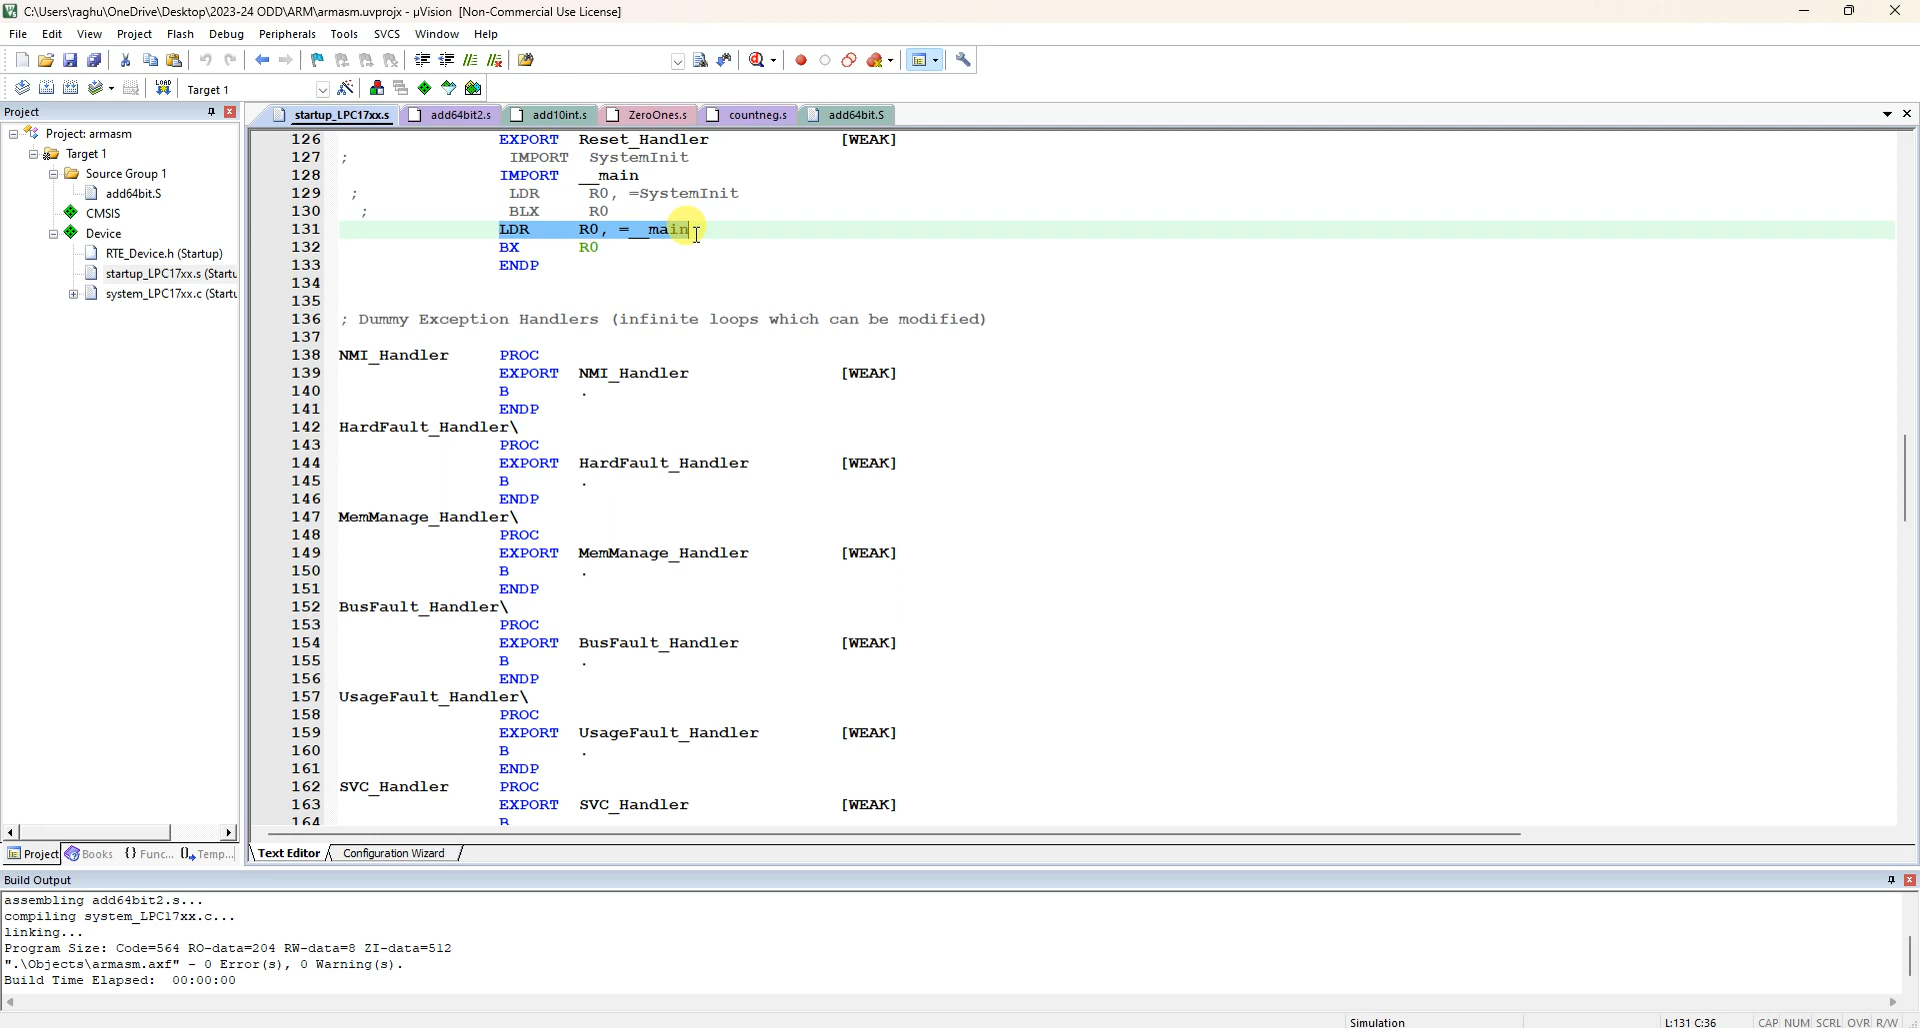 C:\Users\raghu\OneDrive\Desktop\2023-24 ODD\ARM\armasm.uvprojx - µVision [Non-Commercial Use License]
File Edit View Project Flash Debug Peripherals Tools SVCS Window Help
LOAD Target 1
Project
startup_LPC17xx.s add64bit2.s add10int.s ZeroOnes.s countneg.s add64bit.S
Project: armasm
Target 1
Source Group 1
add64bit.S
CMSIS
Device
RTE_Device.h (Startup)
startup_LPC17xx.s (Startu
system_LPC17xx.c (Startu
126 EXPORT Reset_Handler [WEAK]
127 ; IMPORT SystemInit
128 IMPORT __main
129 ; LDR R0, =SystemInit
130 ; BLX R0
131 LDR R0, =__main
132 BX R0
133 ENDP
134
135
136 ; Dummy Exception Handlers (infinite loops which can be modified)
137
138 NMI_Handler PROC
139 EXPORT NMI_Handler [WEAK]
140 B .
141 ENDP
142 HardFault_Handler\
143 PROC
144 EXPORT HardFault_Handler [WEAK]
145 B .
146 ENDP
147 MemManage_Handler\
148 PROC
149 EXPORT MemManage_Handler [WEAK]
150 B .
151 ENDP
152 BusFault_Handler\
153 PROC
154 EXPORT BusFault_Handler [WEAK]
155 B .
156 ENDP
157 UsageFault_Handler\
158 PROC
159 EXPORT UsageFault_Handler [WEAK]
160 B .
161 ENDP
162 SVC_Handler PROC
163 EXPORT SVC_Handler [WEAK]
164 B
Project Books {} Func... Temp...
Text Editor Configuration Wizard
Build Output
assembling add64bit2.s...
compiling system_LPC17xx.c...
linking...
Program Size: Code=564 RO-data=204 RW-data=8 ZI-data=512
".\Objects\armasm.axf" - 0 Error(s), 0 Warning(s).
Build Time Elapsed: 00:00:00
Simulation L:131 C:36 CAP NUM SCRL OVR R/W